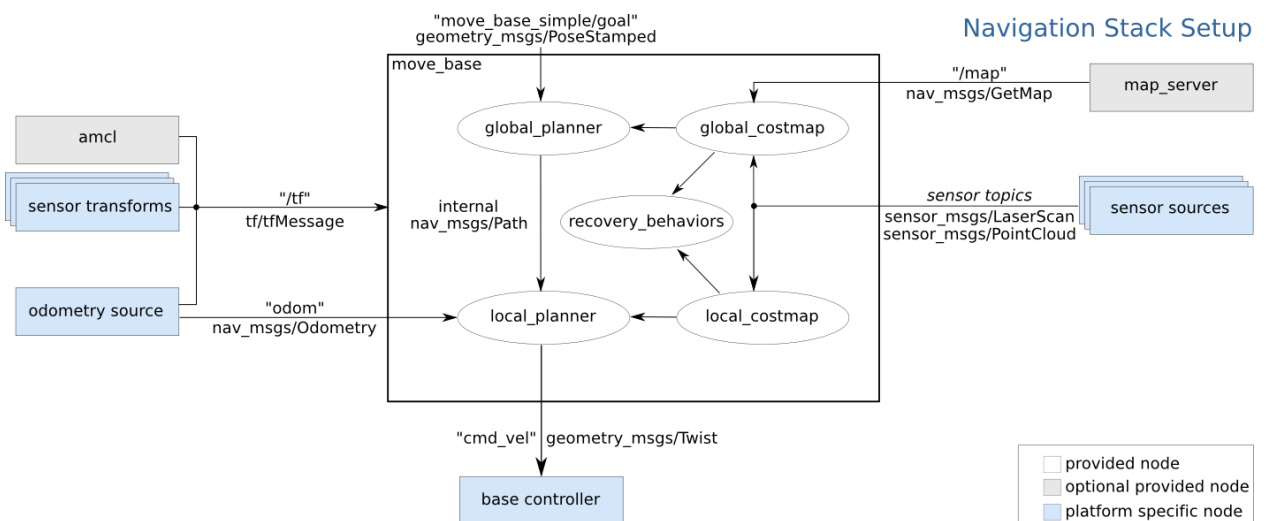 "move_base_simple/goal"
geometry_msgs/PoseStamped
Navigation Stack Setup
move_base
"/map"
nav_msgs/GetMap
map_server
amcl
global_planner
global_costmap
sensor transforms
"/tf"
tf/tfMessage
internal
nav_msgs/Path
recovery_behaviors
sensor topics
sensor_msgs/LaserScan
sensor_msgs/PointCloud
sensor sources
odometry source
"odom"
nav_msgs/Odometry
local_planner
local_costmap
"cmd_vel" geometry_msgs/Twist
base controller
provided node
optional provided node
platform specific node